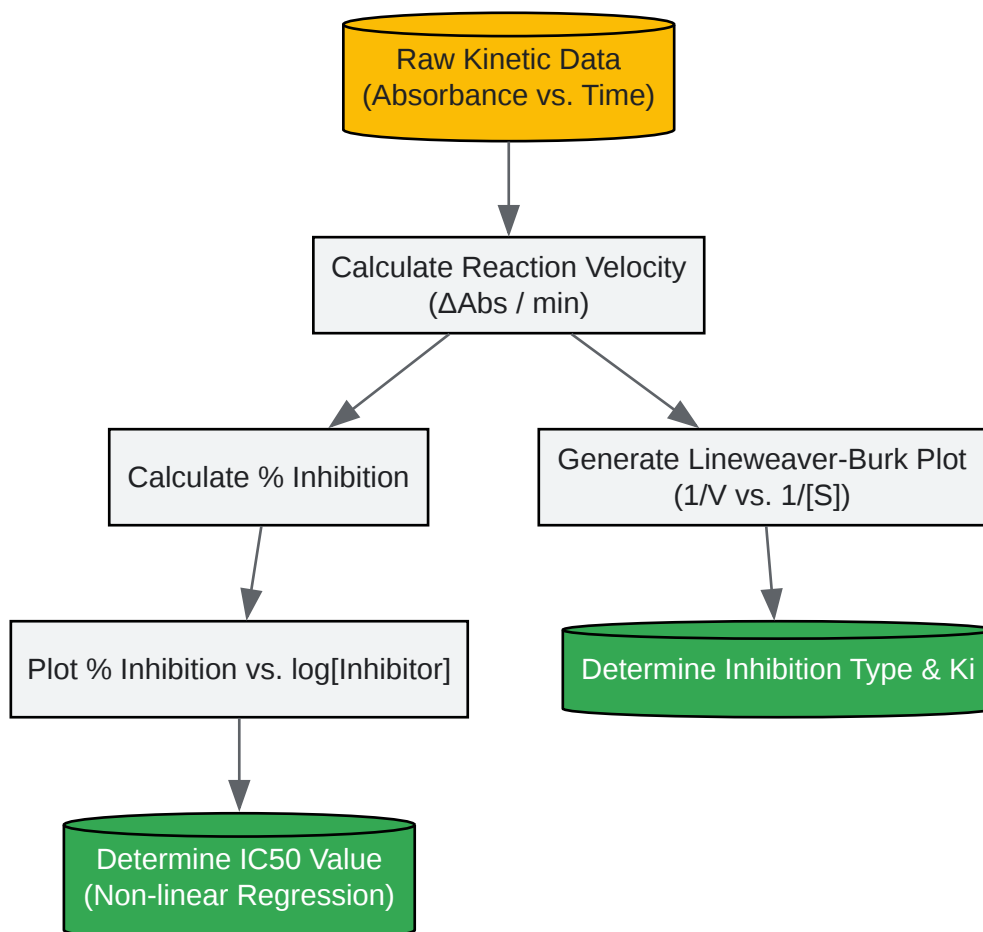 Raw Kinetic Data
(Absorbance vs. Time)
Calculate Reaction Velocity
(ΔAbs / min)
Calculate % Inhibition
Generate Lineweaver-Burk Plot
(1/V vs. 1/[S])
Plot % Inhibition vs. log[Inhibitor]
Determine Inhibition Type & Ki
Determine IC50 Value
(Non-linear Regression)